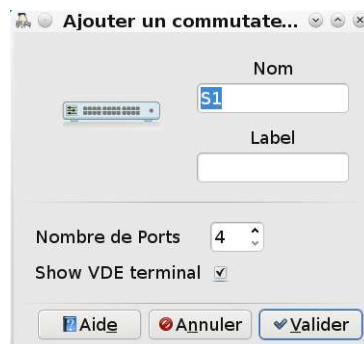 Ajouter un commutate...
Nom
S1
Label
Nombre de Ports 4
Show VDE terminal
Aide Annuler Valider